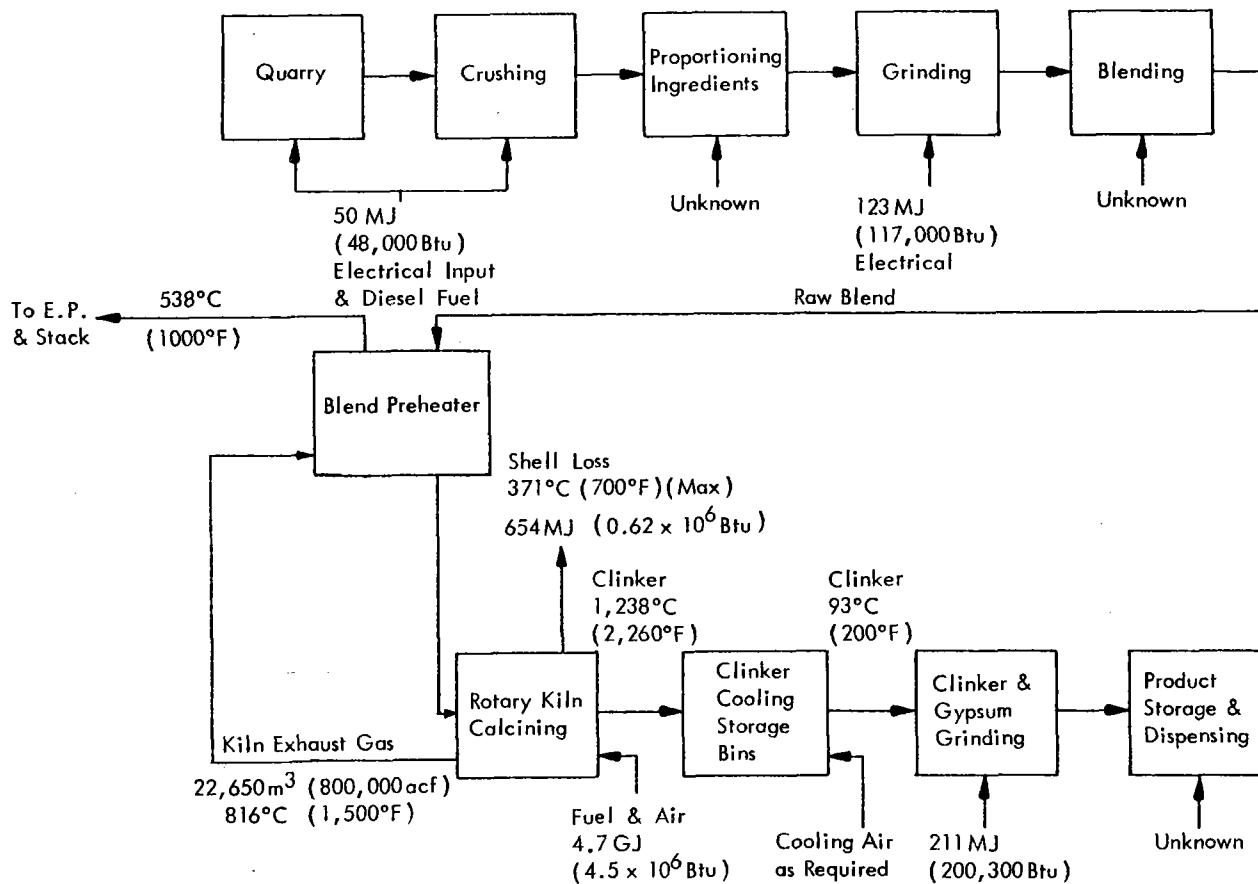 Quarry
Crushing
Proportioning
Ingredients
Grinding
Blending
50 MJ
(48,000 Btu)
Electrical Input
& Diesel Fuel
Unknown
123 MJ
(117,000 Btu)
Electrical
Unknown
To E.P.
& Stack
538°C
(1000°F)
Raw Blend
Blend Preheater
Shell Loss
371°C (700°F)(Max)
654 MJ (0.62 x 10⁶ Btu)
Clinker
1,238°C
(2,260°F)
Clinker
93°C
(200°F)
Rotary Kiln
Calcining
Clinker
Cooling
Storage
Bins
Clinker &
Gypsum
Grinding
Product
Storage &
Dispensing
Kiln Exhaust Gas
22,650 m³ (800,000 acf)
816°C (1,500°F)
Fuel & Air
4.7 GJ
(4.5 x 10⁶ Btu)
Cooling Air
as Required
211 MJ
(200,300 Btu)
Unknown